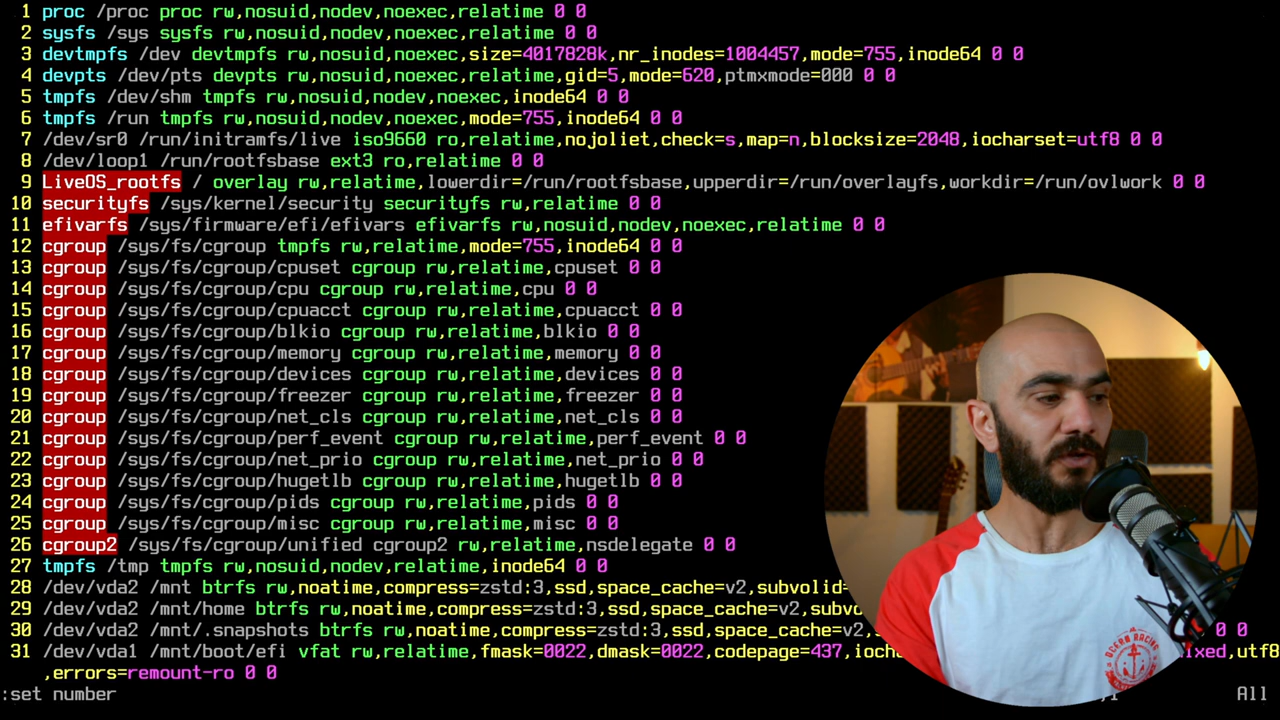 1 proc /proc proc rw,nosuid,nodev,noexec,relatime 0 0
2 sysfs /sys sysfs rw,nosuid,nodev,noexec,relatime 0 0
3 devtmpfs /dev devtmpfs rw,nosuid,noexec,size=4017828k,nr_inodes=1004457,mode=755,inode64 0 0
4 devpts /dev/pts devpts rw,nosuid,noexec,relatime,gid=5,mode=620,ptmxmode=000 0 0
5 tmpfs /dev/shm tmpfs rw,nosuid,nodev,noexec,inode64 0 0
6 tmpfs /run tmpfs rw,nosuid,nodev,noexec,mode=755,inode64 0 0
7 /dev/sr0 /run/initramfs/live iso9660 ro,relatime,nojoliet,check=s,map=n,blocksize=2048,iocharset=utf8 0 0
8 /dev/loop1 /run/rootfsbase ext3 ro,relatime 0 0
9 LiveOS_rootfs / overlay rw,relatime,lowerdir=/run/rootfsbase,upperdir=/run/overlayfs,workdir=/run/ovlwork 0 0
10 securityfs /sys/kernel/security securityfs rw,relatime 0 0
11 efivarfs /sys/firmware/efi/efivars efivarfs rw,nosuid,nodev,noexec,relatime 0 0
12 cgroup /sys/fs/cgroup tmpfs rw,relatime,mode=755,inode64 0 0
13 cgroup /sys/fs/cgroup/cpuset cgroup rw,relatime,cpuset 0 0
14 cgroup /sys/fs/cgroup/cpu cgroup rw,relatime,cpu 0 0
15 cgroup /sys/fs/cgroup/cpuacct cgroup rw,relatime,cpuacct 0 0
16 cgroup /sys/fs/cgroup/blkio cgroup rw,relatime,blkio 0 0
17 cgroup /sys/fs/cgroup/memory cgroup rw,relatime,memory 0 0
18 cgroup /sys/fs/cgroup/devices cgroup rw,relatime,devices 0 0
19 cgroup /sys/fs/cgroup/freezer cgroup rw,relatime,freezer 0 0
20 cgroup /sys/fs/cgroup/net_cls cgroup rw,relatime,net_cls 0 0
21 cgroup /sys/fs/cgroup/perf_event cgroup rw,relatime,perf_event 0 0
22 cgroup /sys/fs/cgroup/net_prio cgroup rw,relatime,net_prio 0 0
23 cgroup /sys/fs/cgroup/hugetlb cgroup rw,relatime,hugetlb 0 0
24 cgroup /sys/fs/cgroup/pids cgroup rw,relatime,pids 0 0
25 cgroup /sys/fs/cgroup/misc cgroup rw,relatime,misc 0 0
26 cgroup2 /sys/fs/cgroup/unified cgroup2 rw,relatime,nsdelegate 0 0
27 tmpfs /tmp tmpfs rw,nosuid,nodev,relatime,inode64 0 0
28 /dev/vda2 /mnt btrfs rw,noatime,compress=zstd:3,ssd,space_cache=v2,subvolid=
29 /dev/vda2 /mnt/home btrfs rw,noatime,compress=zstd:3,ssd,space_cache=v2,subvo
30 /dev/vda2 /mnt/.snapshots btrfs rw,noatime,compress=zstd:3,ssd,space_cache=v2, 0 0
31 /dev/vda1 /mnt/boot/efi vfat rw,relatime,fmask=0022,dmask=0022,codepage=437,ioch ixed,utf8
,errors=remount-ro 0 0
:set number All